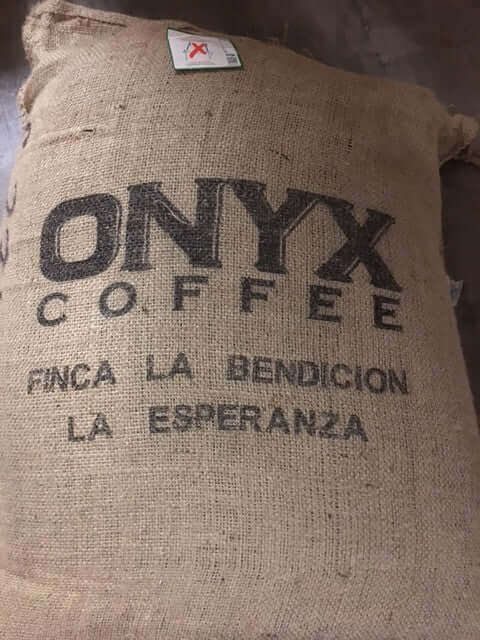 ONYX
COFFEE
FINCA LA BENDICION
LA ESPERANZA